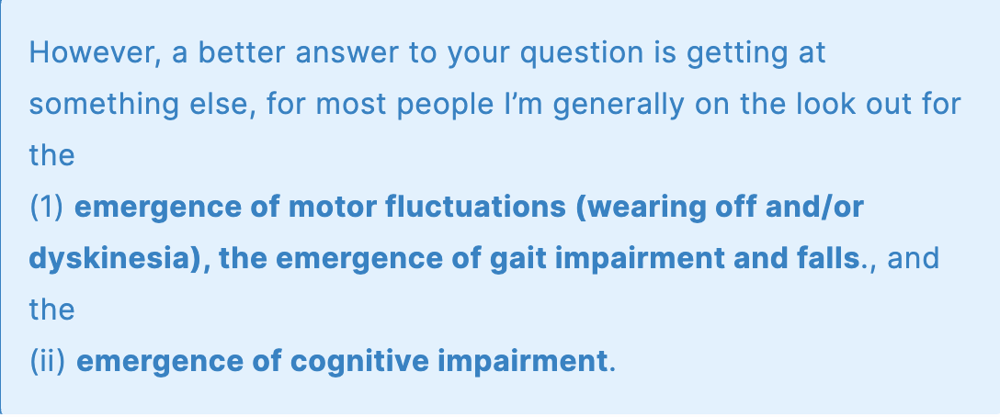 However, a better answer to your question is getting at
something else, for most people I’m generally on the look out for
the
(1) emergence of motor fluctuations (wearing off and/or
dyskinesia), the emergence of gait impairment and falls., and
the
(ii) emergence of cognitive impairment.